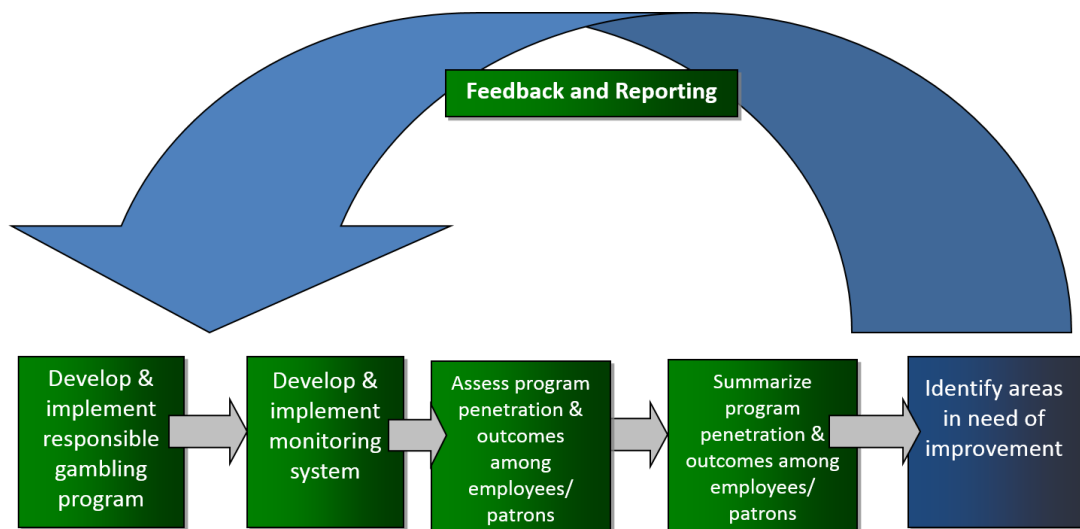 Feedback and Reporting
Develop &
implement
responsible
gambling
program
Develop &
implement
monitoring
system
Assess program
penetration &
outcomes
among
employees/
patrons
Summarize
program
penetration &
outcomes among
employees/
patrons
Identify areas
in need of
improvement